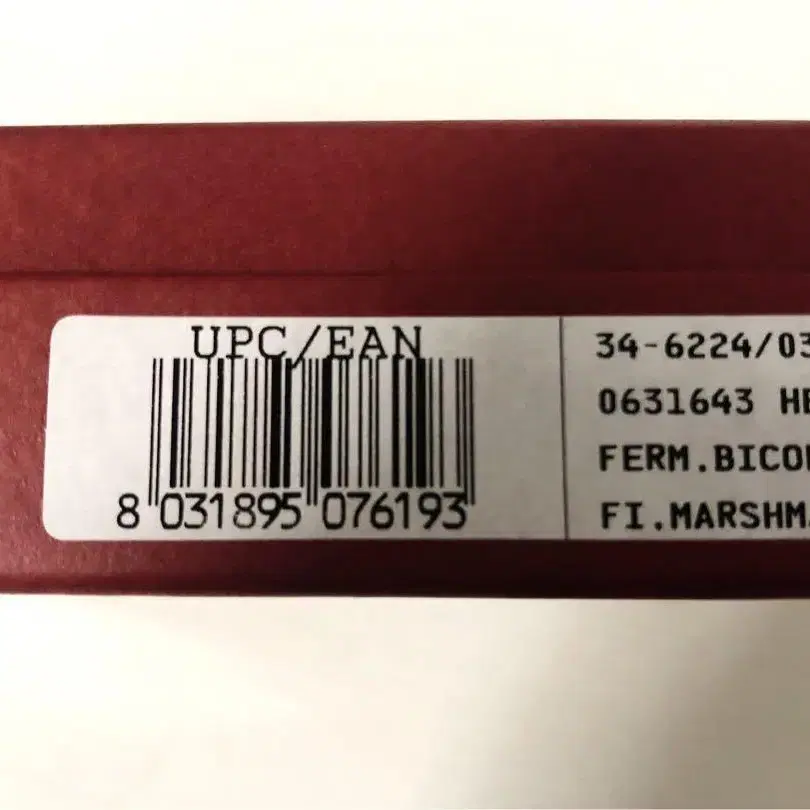 UPC/EAN
8 031895 076193
34-6224/03
0631643 HE
FERM.BICO
FI.MARSHM